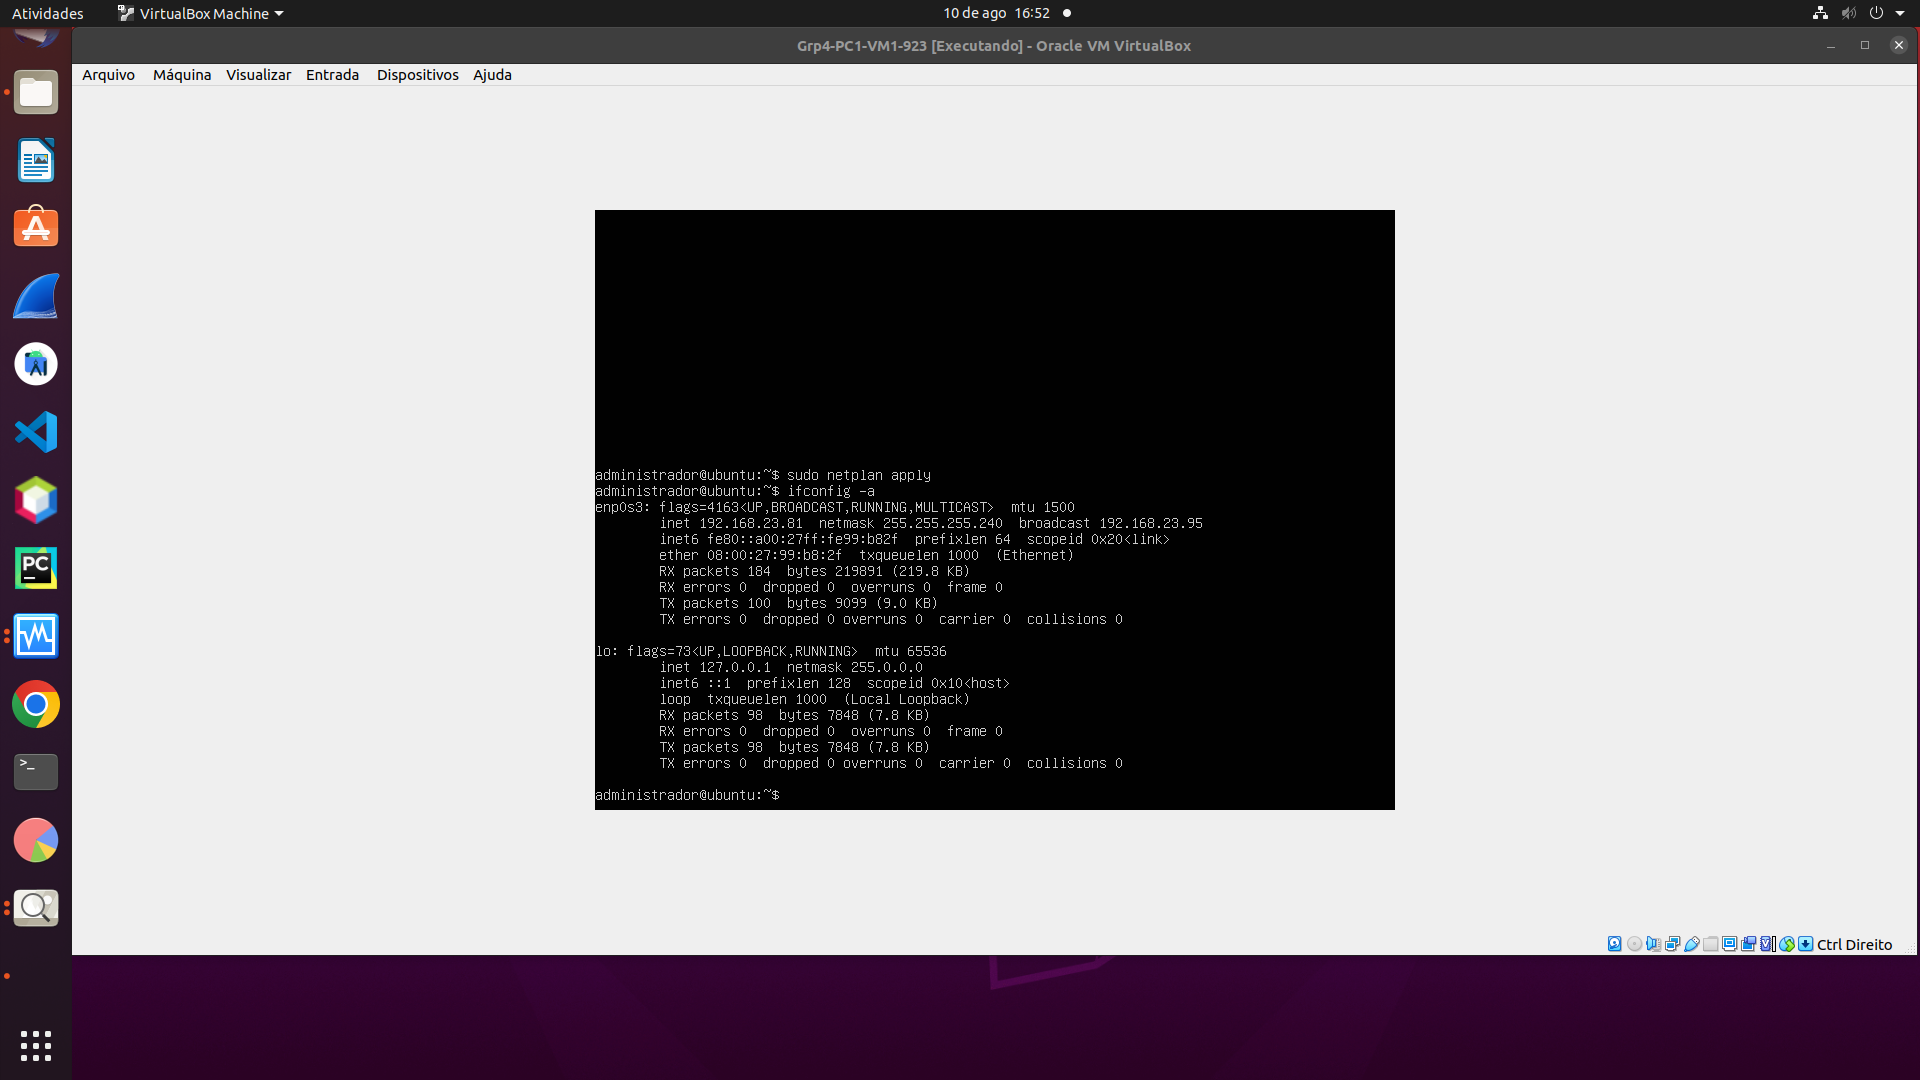 Atividades VirtualBox Machine 10 de ago 16:52
Grp4-PC1-VM1-923 [Executando] - Oracle VM VirtualBox
Arquivo Máquina Visualizar Entrada Dispositivos Ajuda
administrador@ubuntu:~$ sudo netplan apply
administrador@ubuntu:~$ ifconfig -a
enp0s3: flags=4163<UP,BROADCAST,RUNNING,MULTICAST>  mtu 1500
        inet 192.168.23.81  netmask 255.255.255.240  broadcast 192.168.23.95
        inet6 fe80::a00:27ff:fe99:b82f  prefixlen 64  scopeid 0x20<link>
        ether 08:00:27:99:b8:2f  txqueuelen 1000  (Ethernet)
        RX packets 184  bytes 219891 (219.8 KB)
        RX errors 0  dropped 0  overruns 0  frame 0
        TX packets 100  bytes 9099 (9.0 KB)
        TX errors 0  dropped 0 overruns 0  carrier 0  collisions 0
lo: flags=73<UP,LOOPBACK,RUNNING>  mtu 65536
        inet 127.0.0.1  netmask 255.0.0.0
        inet6 ::1  prefixlen 128  scopeid 0x10<host>
        loop  txqueuelen 1000  (Local Loopback)
        RX packets 98  bytes 7848 (7.8 KB)
        RX errors 0  dropped 0  overruns 0  frame 0
        TX packets 98  bytes 7848 (7.8 KB)
        TX errors 0  dropped 0 overruns 0  carrier 0  collisions 0
administrador@ubuntu:~$
PC
>_
Ctrl Direito